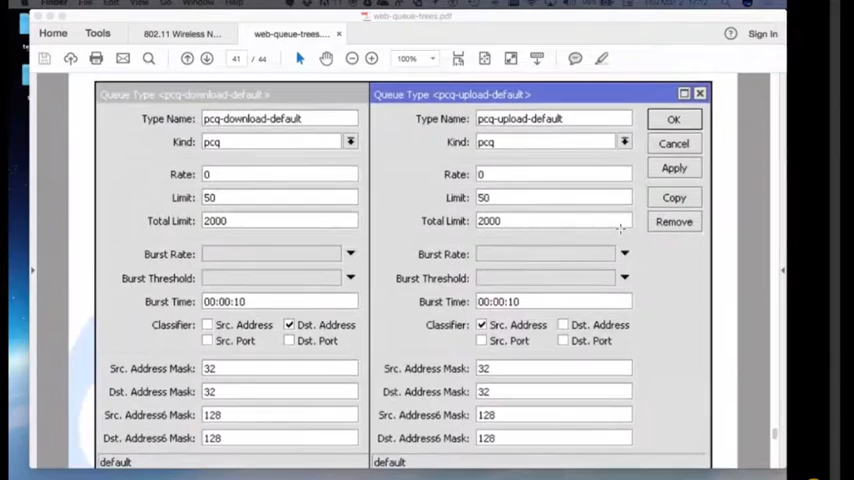 web-queue-trees.pdf
Home Tools 802.11 Wireless N... web-queue-trees.... × Sign In
41 / 44 100%
Queue Type <pcq-download-default>
Type Name: pcq-download-default
Kind: pcq
Rate: 0
Limit: 50
Total Limit: 2000
Burst Rate:
Burst Threshold:
Burst Time: 00:00:10
Classifier: Src. Address Dst. Address
Src. Port Dst. Port
Src. Address Mask: 32
Dst. Address Mask: 32
Src. Address6 Mask: 128
Dst. Address6 Mask: 128
default
Queue Type <pcq-upload-default>
Type Name: pcq-upload-default
Kind: pcq
Rate: 0
Limit: 50
Total Limit: 2000
Burst Rate:
Burst Threshold:
Burst Time: 00:00:10
Classifier: Src. Address Dst. Address
Src. Port Dst. Port
Src. Address Mask: 32
Dst. Address Mask: 32
Src. Address6 Mask: 128
Dst. Address6 Mask: 128
default
OK
Cancel
Apply
Copy
Remove